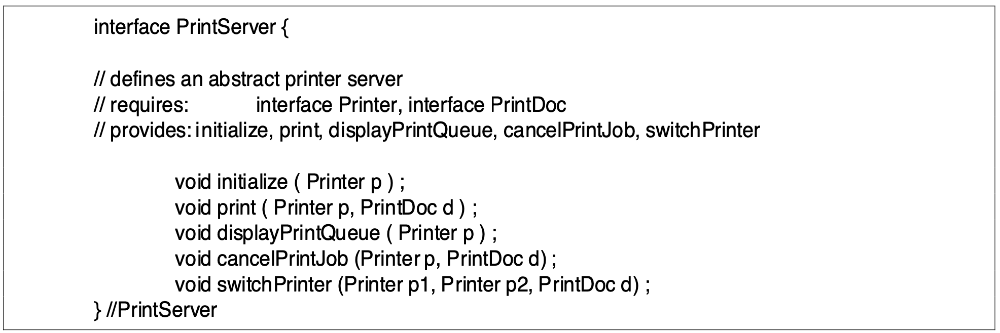 interface PrintServer {
// defines an abstract printer server
// requires: interface Printer, interface PrintDoc
// provides: initialize, print, displayPrintQueue, cancelPrintJob, switchPrinter
void initialize ( Printer p ) ;
void print ( Printer p, PrintDoc d ) ;
void displayPrintQueue ( Printer p ) ;
void cancelPrintJob (Printer p, PrintDoc d) ;
void switchPrinter (Printer p1, Printer p2, PrintDoc d) ;
} //PrintServer